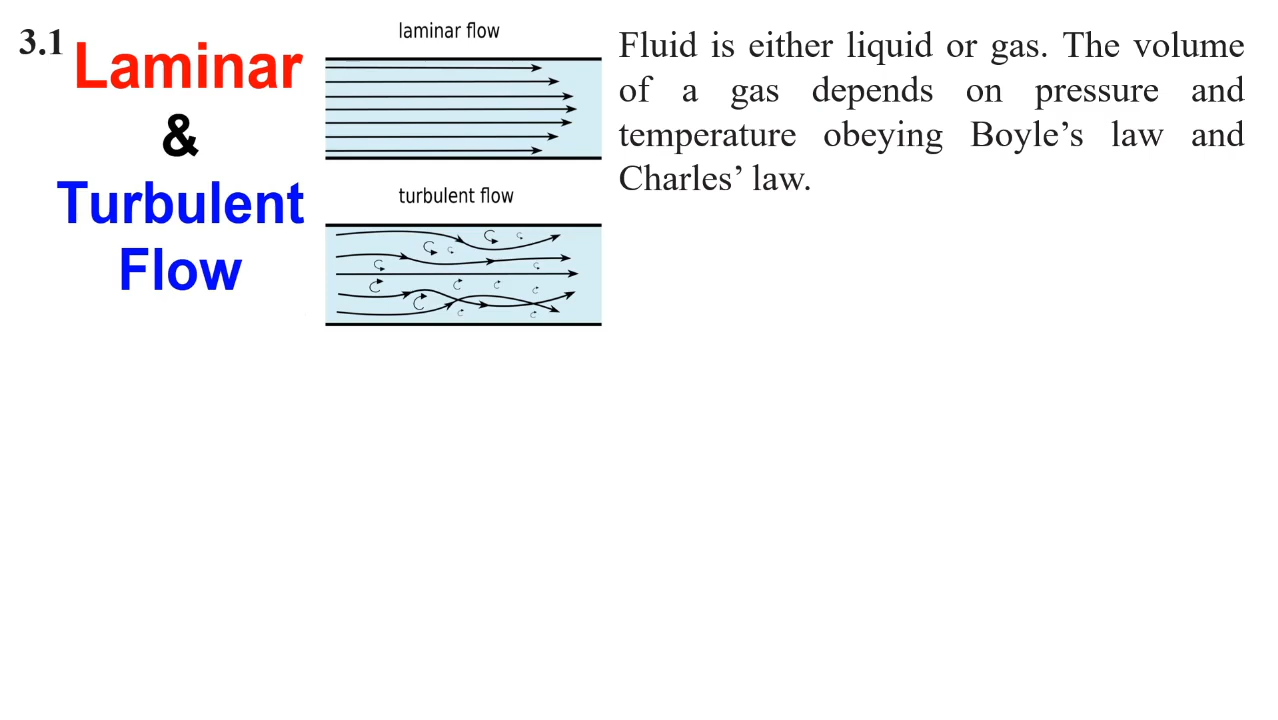 3.1
Laminar
&
Turbulent
Flow
laminar flow
turbulent flow
Fluid is either liquid or gas. The volume
of a gas depends on pressure and
temperature obeying Boyle’s law and
Charles’ law.